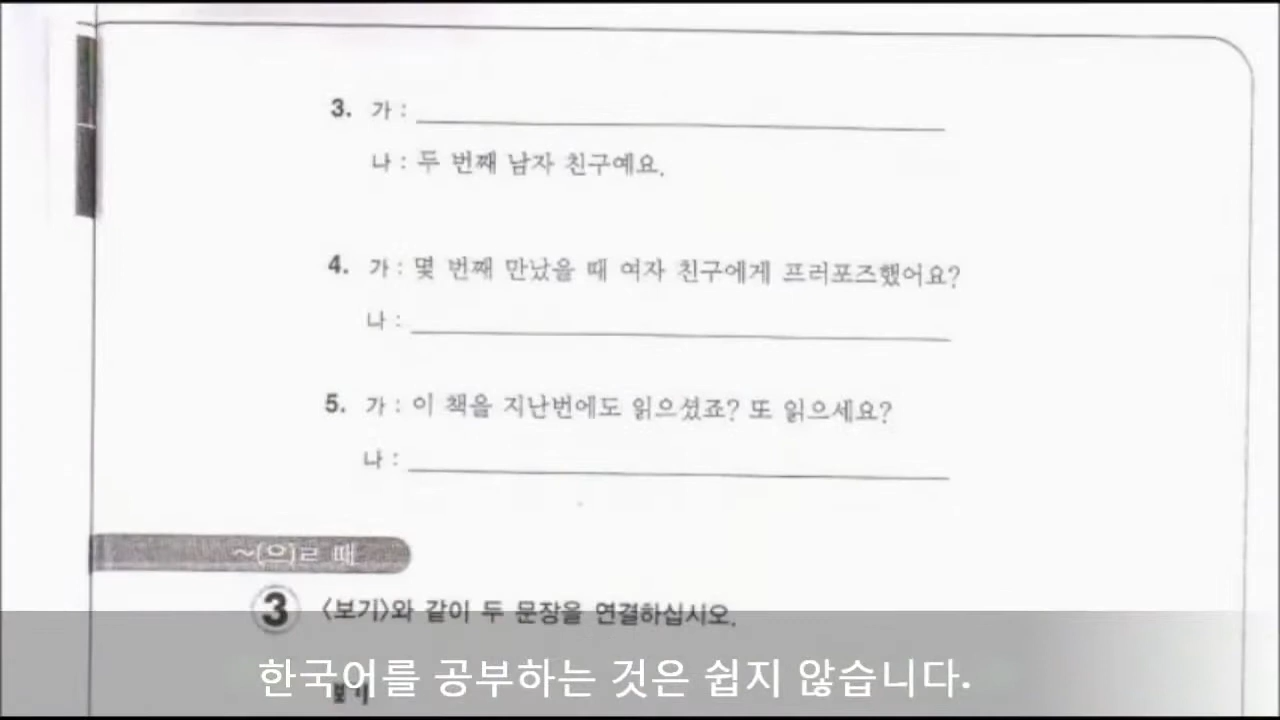 3. 가 :
나 : 두 번째 남자 친구예요.
4. 가 : 몇 번째 만났을 때 여자 친구에게 프러포즈했어요?
나 :
5. 가 : 이 책을 지난번에도 읽으셨죠? 또 읽으세요?
나 :
~(으)ㄹ 때
3 〈보기〉와 같이 두 문장을 연결하십시오.
한국어를 공부하는 것은 쉽지 않습니다.
보기